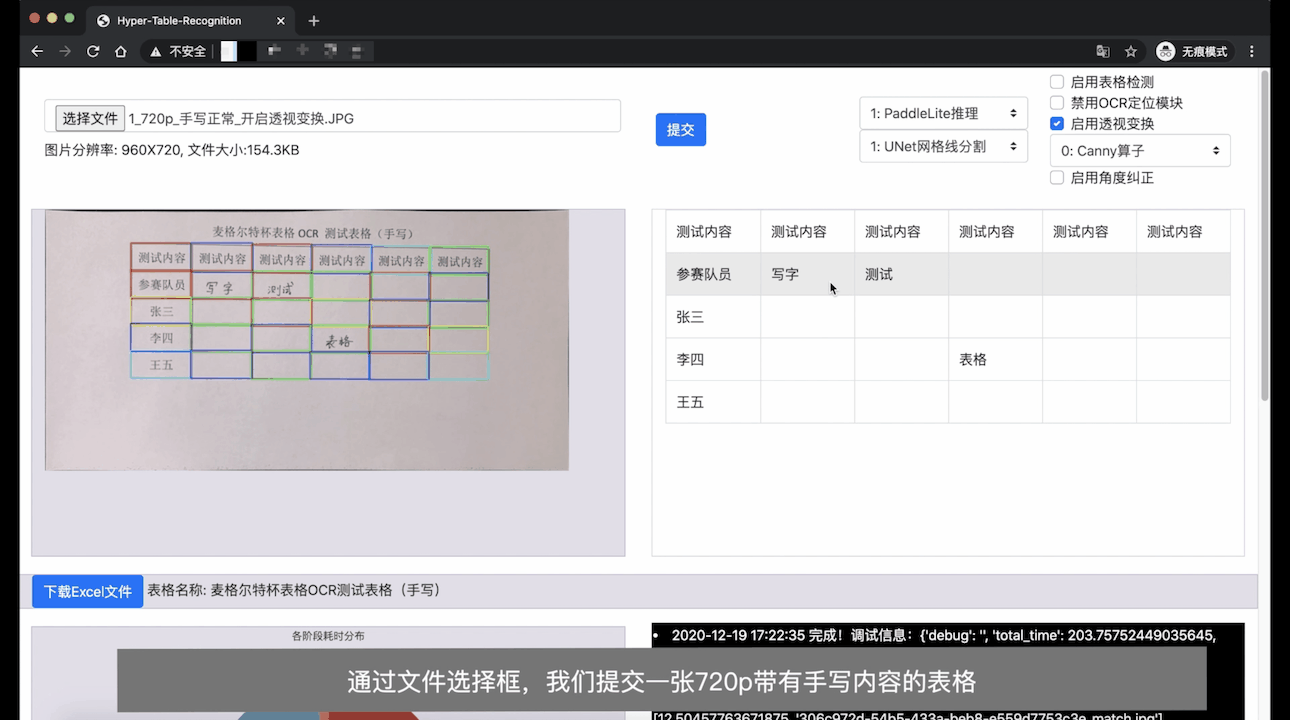 Hyper-Table-Recognition
不安全
无痕模式
选择文件 1_720p_手写正常_开启透视变换.JPG
图片分辨率: 960X720, 文件大小:154.3KB
提交
1: PaddleLite推理
1: UNet网格线分割
启用表格检测
禁用OCR定位模块
启用透视变换
0: Canny算子
启用角度纠正
麦格尔特杯表格 OCR 测试表格（手写）
测试内容 测试内容 测试内容 测试内容 测试内容 测试内容
参赛队员 写字 测试
张三
李四 表格
王五
测试内容 测试内容 测试内容 测试内容 测试内容 测试内容
参赛队员 写字 测试
张三
李四 表格
王五
下载Excel文件 表格名称: 麦格尔特杯表格OCR测试表格（手写）
各阶段耗时分布
2020-12-19 17:22:35 完成！调试信息：{'debug': '', 'total_time': 203.75752449035645,
通过文件选择框，我们提交一张720p带有手写内容的表格